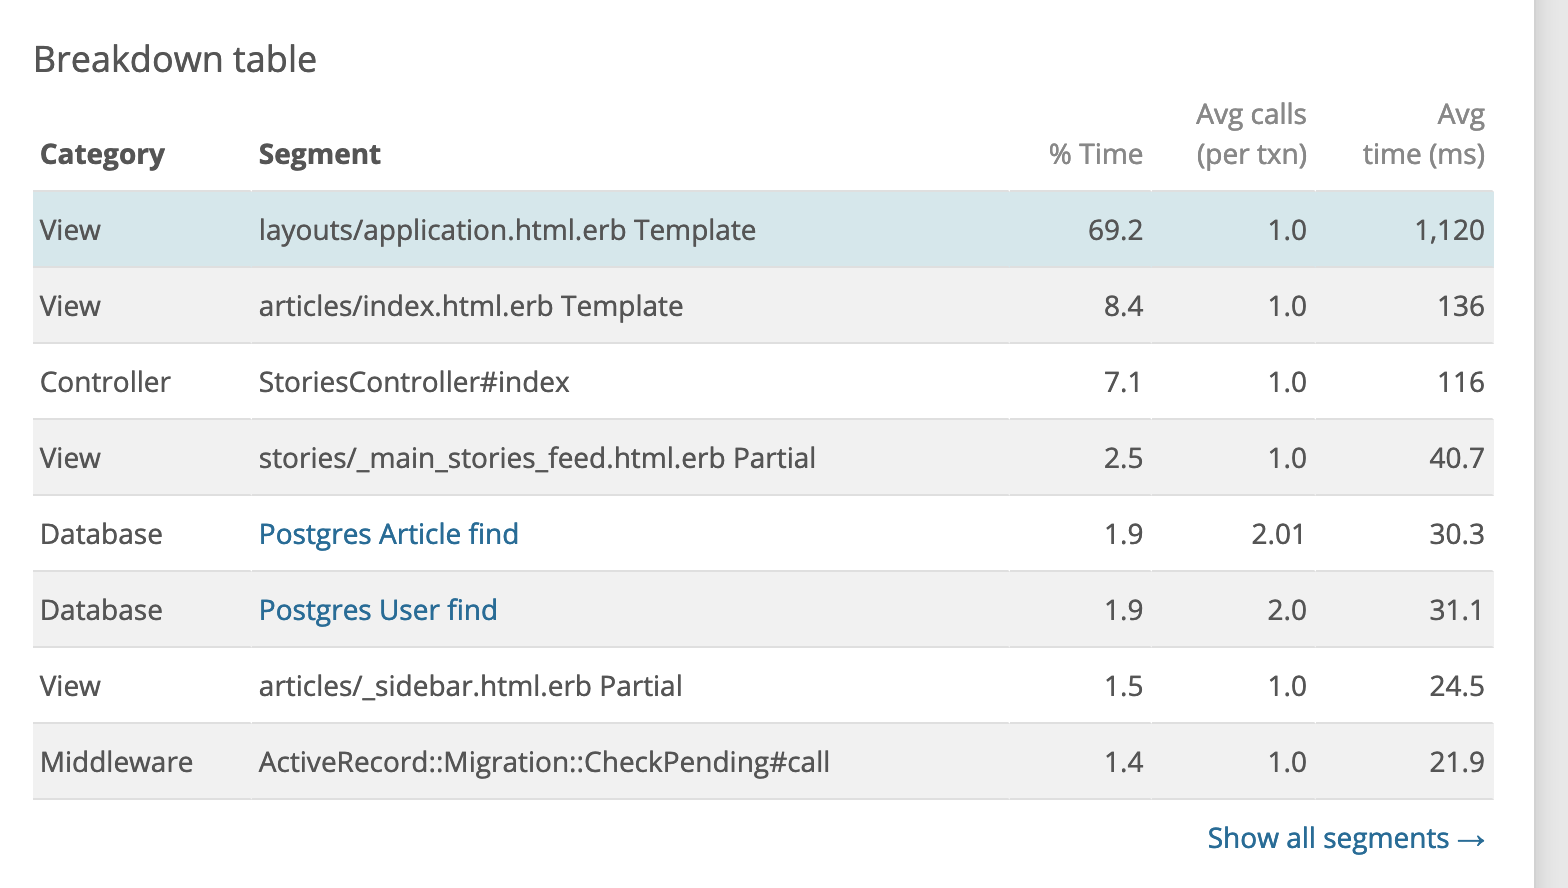 Breakdown table
Category Segment % Time Avg calls (per txn) Avg time (ms)
View layouts/application.html.erb Template 69.2 1.0 1,120
View articles/index.html.erb Template 8.4 1.0 136
Controller StoriesController#index 7.1 1.0 116
View stories/_main_stories_feed.html.erb Partial 2.5 1.0 40.7
Database Postgres Article find 1.9 2.01 30.3
Database Postgres User find 1.9 2.0 31.1
View articles/_sidebar.html.erb Partial 1.5 1.0 24.5
Middleware ActiveRecord::Migration::CheckPending#call 1.4 1.0 21.9
Show all segments →